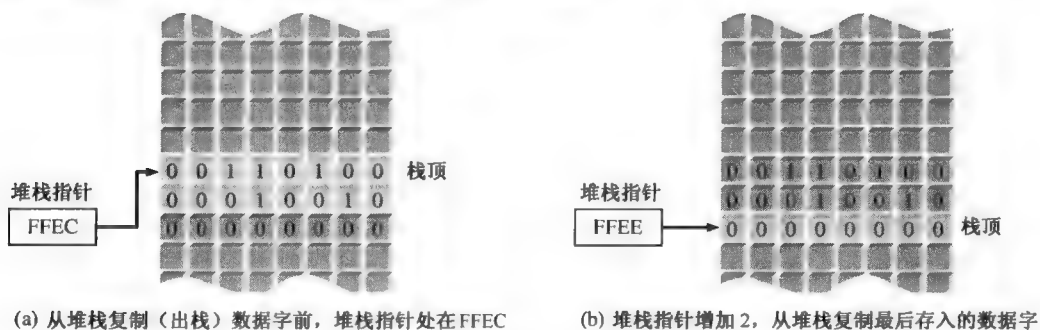 0 0 1 1 0 1 0 0 栈顶
堆栈指针
0 0 0 1 0 0 1 0
FFEC
0 0 0 0 0 0 0 0
(a) 从堆栈复制（出栈）数据字前，堆栈指针处在FFEC
0 0 1 1 0 1 0 0
堆栈指针
0 0 0 1 0 0 1 0
FFEE
0 0 0 0 0 0 0 0 栈顶
(b) 堆栈指针增加2，从堆栈复制最后存入的数据字